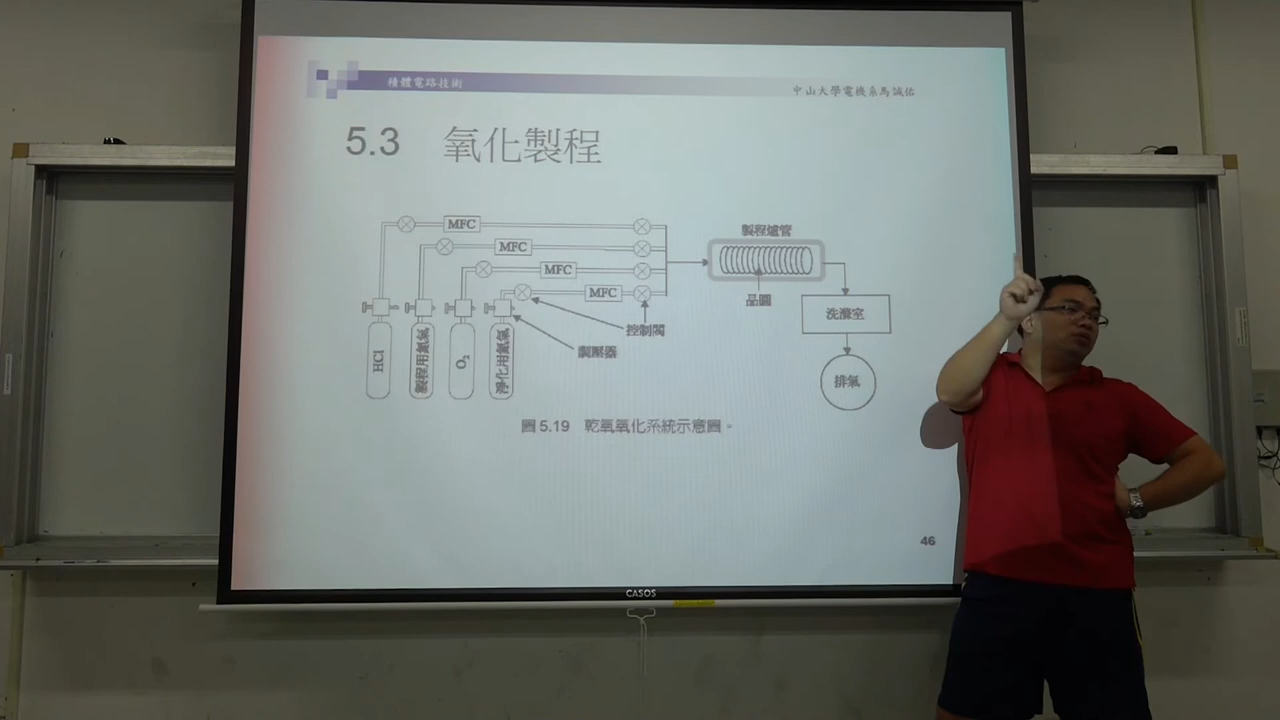 積體電路技術
中山大學電機系馬誠佑
5.3 氧化製程
MFC
MFC
MFC
MFC
製程爐管
晶圓
洗滌室
排氣
控制閥
調壓器
HCl
製程用氮氣
O2
淨化用氮氣
圖 5.19 乾氧氧化系統示意圖。
46
CASOS